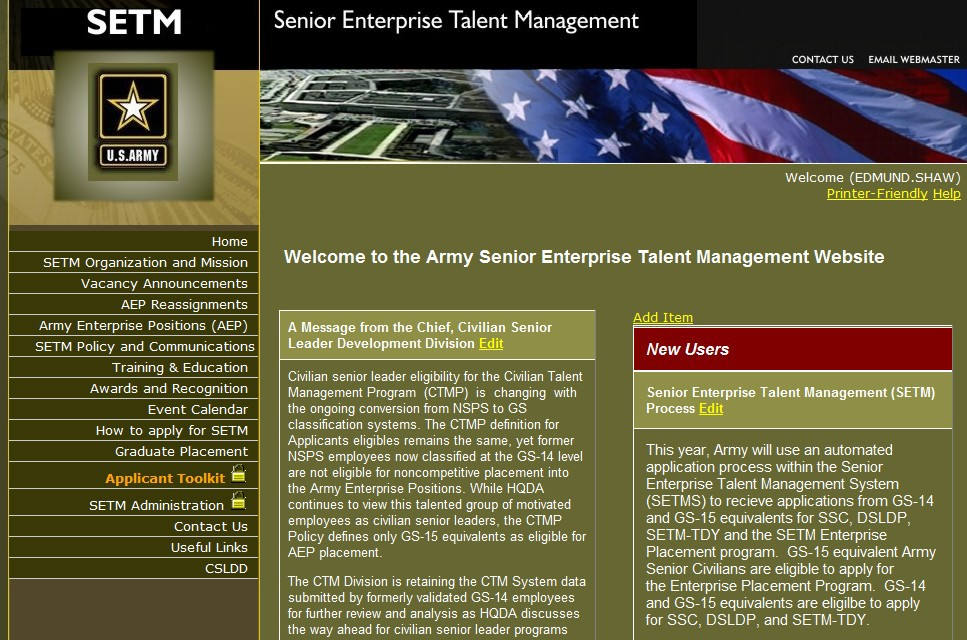 SETM
Senior Enterprise Talent Management
CONTACT US EMAIL WEBMASTER
U.S.ARMY
Welcome (EDMUND.SHAW)
Printer-Friendly Help
Home
SETM Organization and Mission
Vacancy Announcements
AEP Reassignments
Army Enterprise Positions (AEP)
SETM Policy and Communications
Training & Education
Awards and Recognition
Event Calendar
How to apply for SETM
Graduate Placement
Applicant Toolkit
SETM Administration
Contact Us
Useful Links
CSLDD
Welcome to the Army Senior Enterprise Talent Management Website
A Message from the Chief, Civilian Senior
Leader Development Division Edit
Civilian senior leader eligibility for the Civilian Talent
Management Program (CTMP) is changing with
the ongoing conversion from NSPS to GS
classification systems. The CTMP definition for
Applicants eligibles remains the same, yet former
NSPS employees now classified at the GS-14 level
are not eligible for noncompetitive placement into
the Army Enterprise Positions. While HQDA
continues to view this talented group of motivated
employees as civilian senior leaders, the CTMP
Policy defines only GS-15 equivalents as eligible for
AEP placement.
The CTM Division is retaining the CTM System data
submitted by formerly validated GS-14 employees
for further review and analysis as HQDA discusses
the way ahead for civilian senior leader programs
Add Item
New Users
Senior Enterprise Talent Management (SETM)
Process Edit
This year, Army will use an automated
application process within the Senior
Enterprise Talent Management System
(SETMS) to recieve applications from GS-14
and GS-15 equivalents for SSC, DSLDP,
SETM-TDY and the SETM Enterprise
Placement program. GS-15 equivalent Army
Senior Civilians are eligible to apply for
the Enterprise Placement Program. GS-14
and GS-15 equivalents are eligilbe to apply
for SSC, DSLDP, and SETM-TDY.